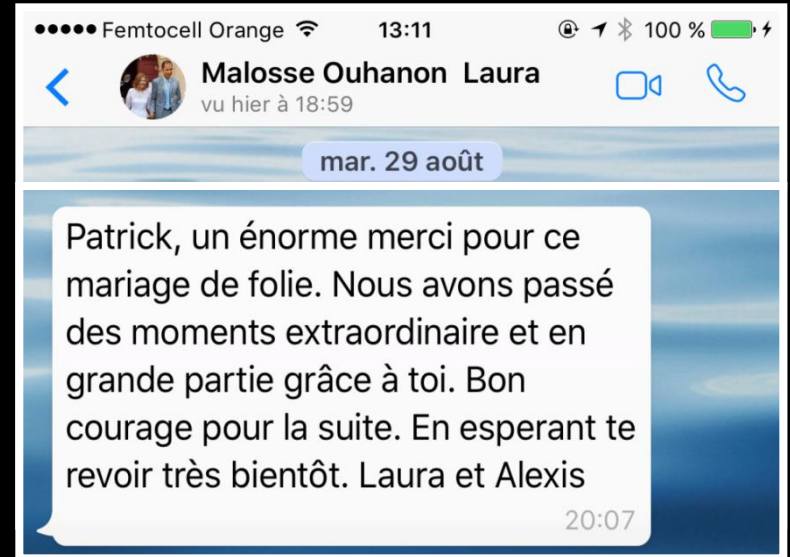 Femtocell Orange 13:11 100 %
Malosse Ouhanon Laura
vu hier à 18:59
mar. 29 août
Patrick, un énorme merci pour ce
mariage de folie. Nous avons passé
des moments extraordinaire et en
grande partie grâce à toi. Bon
courage pour la suite. En esperant te
revoir très bientôt. Laura et Alexis
20:07